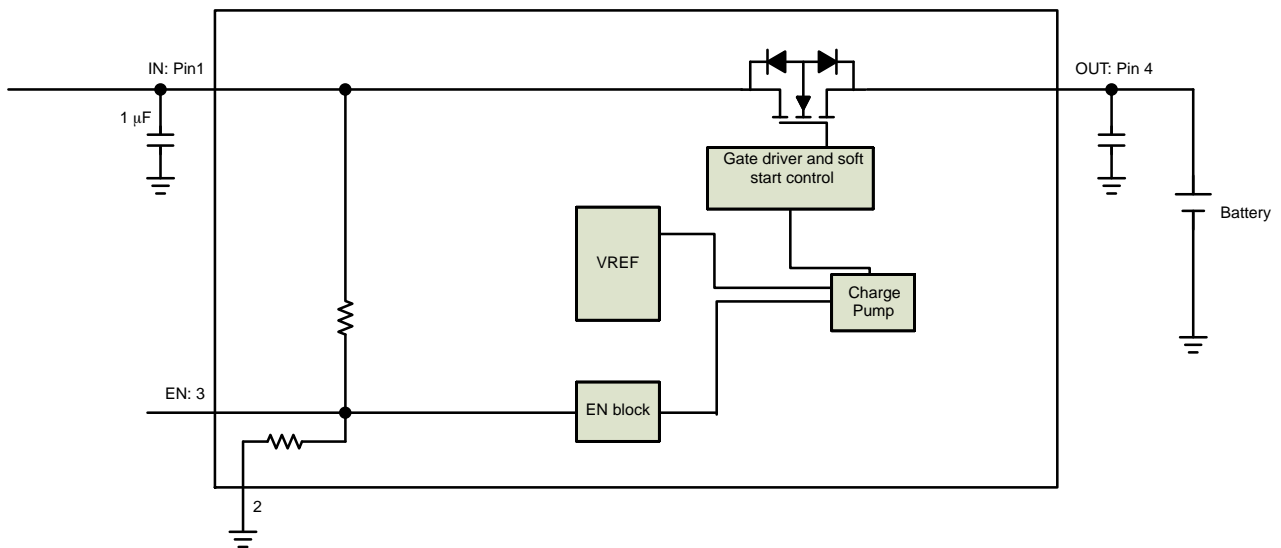 IN: Pin1
OUT: Pin 4
1 μF
Gate driver and soft
start control
Battery
VREF
Charge
Pump
EN: 3
EN block
2